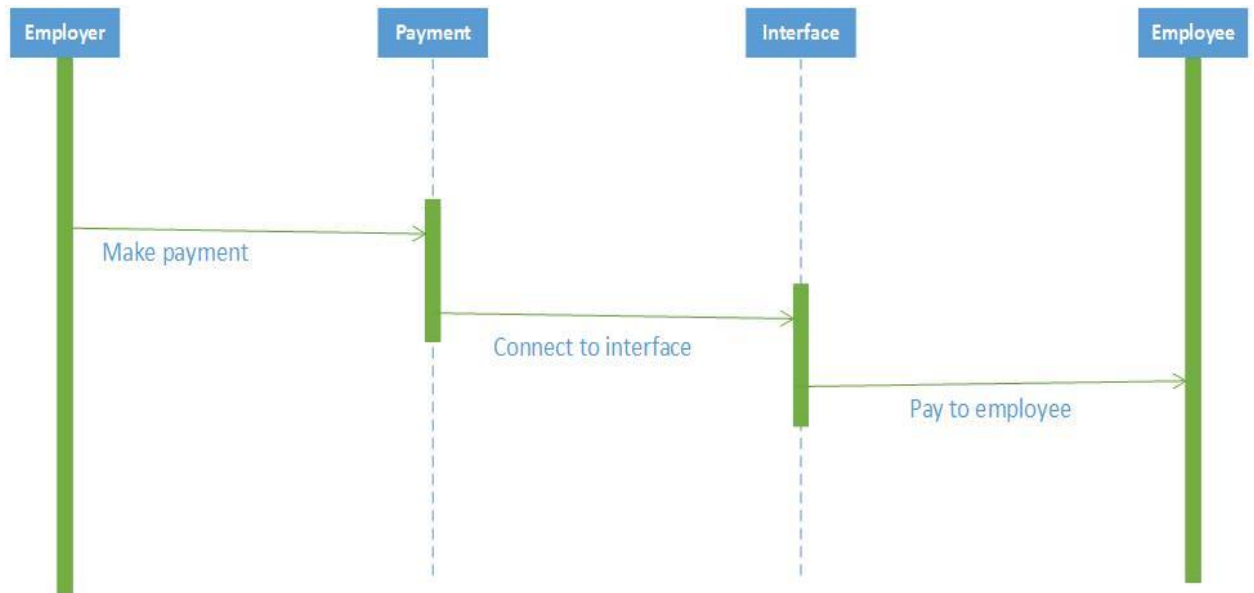 Employer
Payment
Interface
Employee
Make payment
Connect to interface
Pay to employee